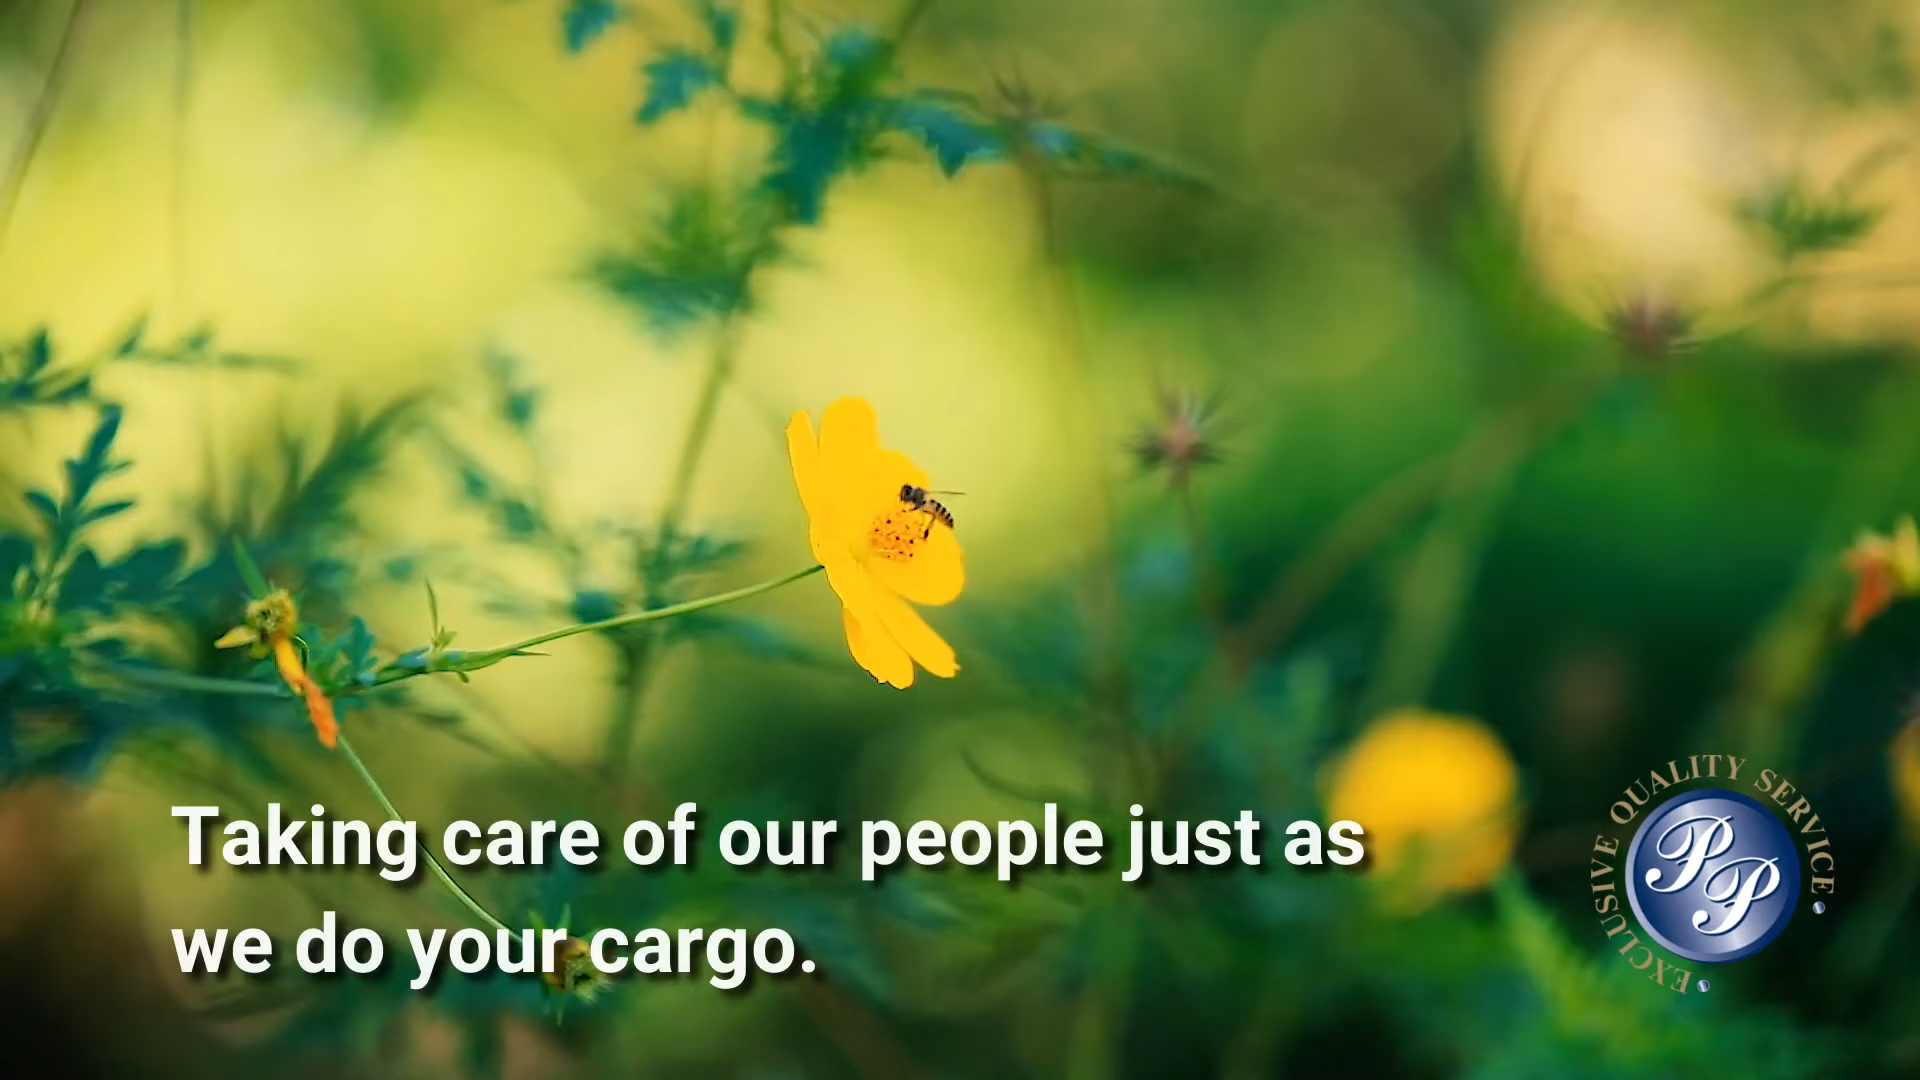 Taking care of our people just as
we do your cargo.
EXCLUSIVE QUALITY SERVICE
PP